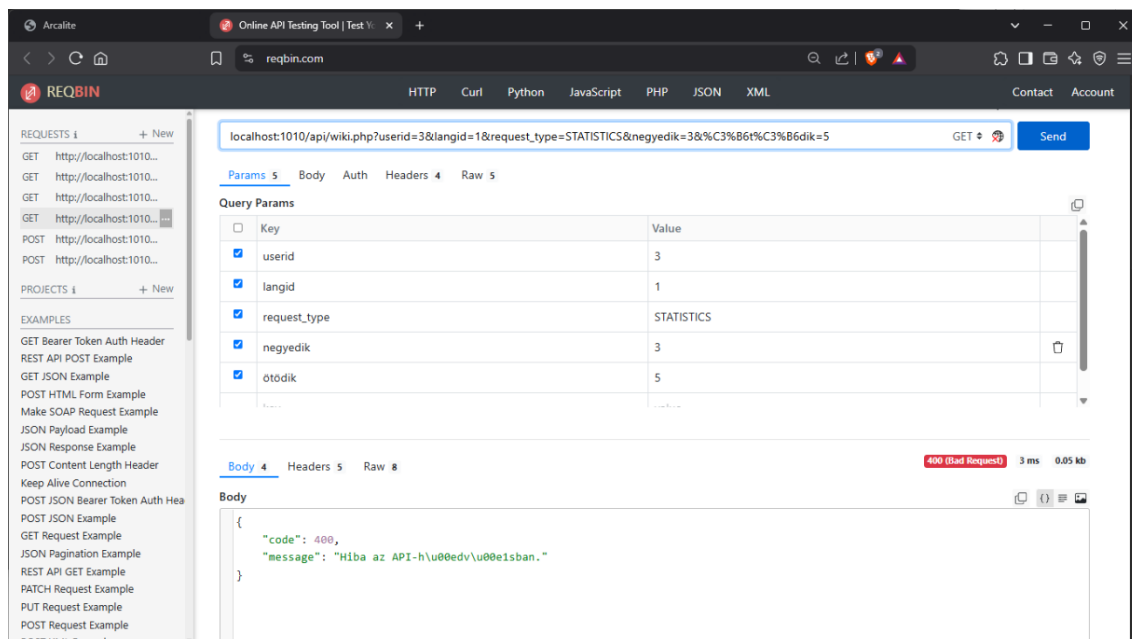 Arcalite
Online API Testing Tool | Test Yo
reqbin.com
REQBIN
HTTP Curl Python JavaScript PHP JSON XML
Contact Account
REQUESTS i + New
GET http://localhost:1010...
GET http://localhost:1010...
GET http://localhost:1010...
GET http://localhost:1010... ...
POST http://localhost:1010...
POST http://localhost:1010...
PROJECTS i + New
EXAMPLES
GET Bearer Token Auth Header
REST API POST Example
GET JSON Example
POST HTML Form Example
Make SOAP Request Example
JSON Payload Example
JSON Response Example
POST Content Length Header
Keep Alive Connection
POST JSON Bearer Token Auth Hea
POST JSON Example
GET Request Example
JSON Pagination Example
REST API GET Example
PATCH Request Example
PUT Request Example
POST Request Example
localhost:1010/api/wiki.php?userid=3&langid=1&request_type=STATISTICS&negyedik=3&%C3%B6t%C3%B6dik=5
GET Send
Params 5 Body Auth Headers 4 Raw 5
Query Params
Key Value
userid 3
langid 1
request_type STATISTICS
negyedik 3
ötödik 5
Body 4 Headers 5 Raw 8
400 (Bad Request) 3 ms 0.05 kb
Body
{}
{
"code": 400,
"message": "Hiba az API-h\u00edv\u00e1sban."
}